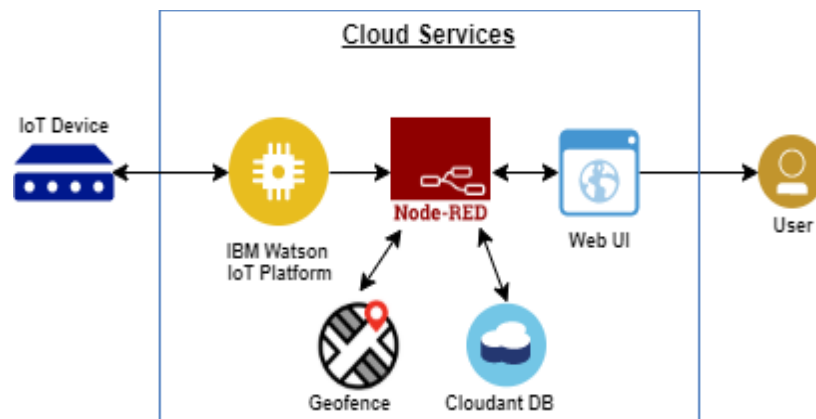 Cloud Services
IoT Device
Node-RED
IBM Watson
IoT Platform
Web UI
User
Geofence
Cloudant DB